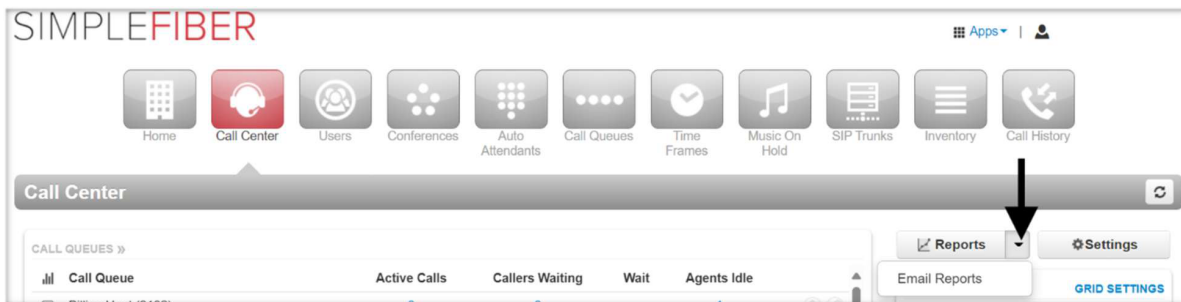 SIMPLEFIBER
Apps |
Home Call Center Users Conferences Auto Attendants Call Queues Time Frames Music On Hold SIP Trunks Inventory Call History
Call Center
CALL QUEUES »
Reports Settings
Call Queue Active Calls Callers Waiting Wait Agents Idle
Email Reports
GRID SETTINGS